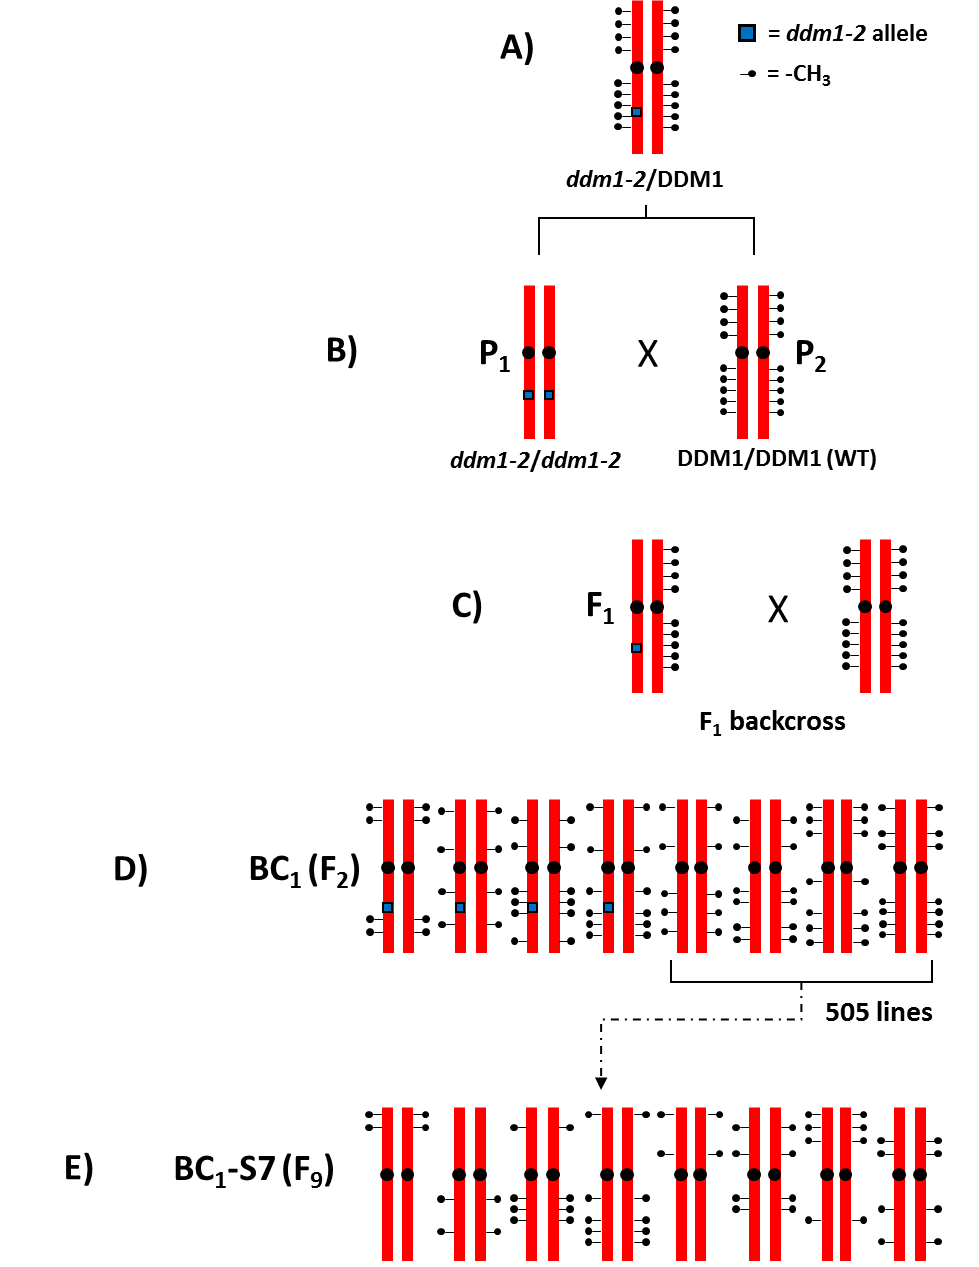 A)
= ddm1-2 allele
= -CH₃
ddm1-2/DDM1
B)
P₁
X
P₂
ddm1-2/ddm1-2
DDM1/DDM1 (WT)
C)
F₁
X
F₁ backcross
D)
BC₁ (F₂)
505 lines
E)
BC₁-S7 (F₉)